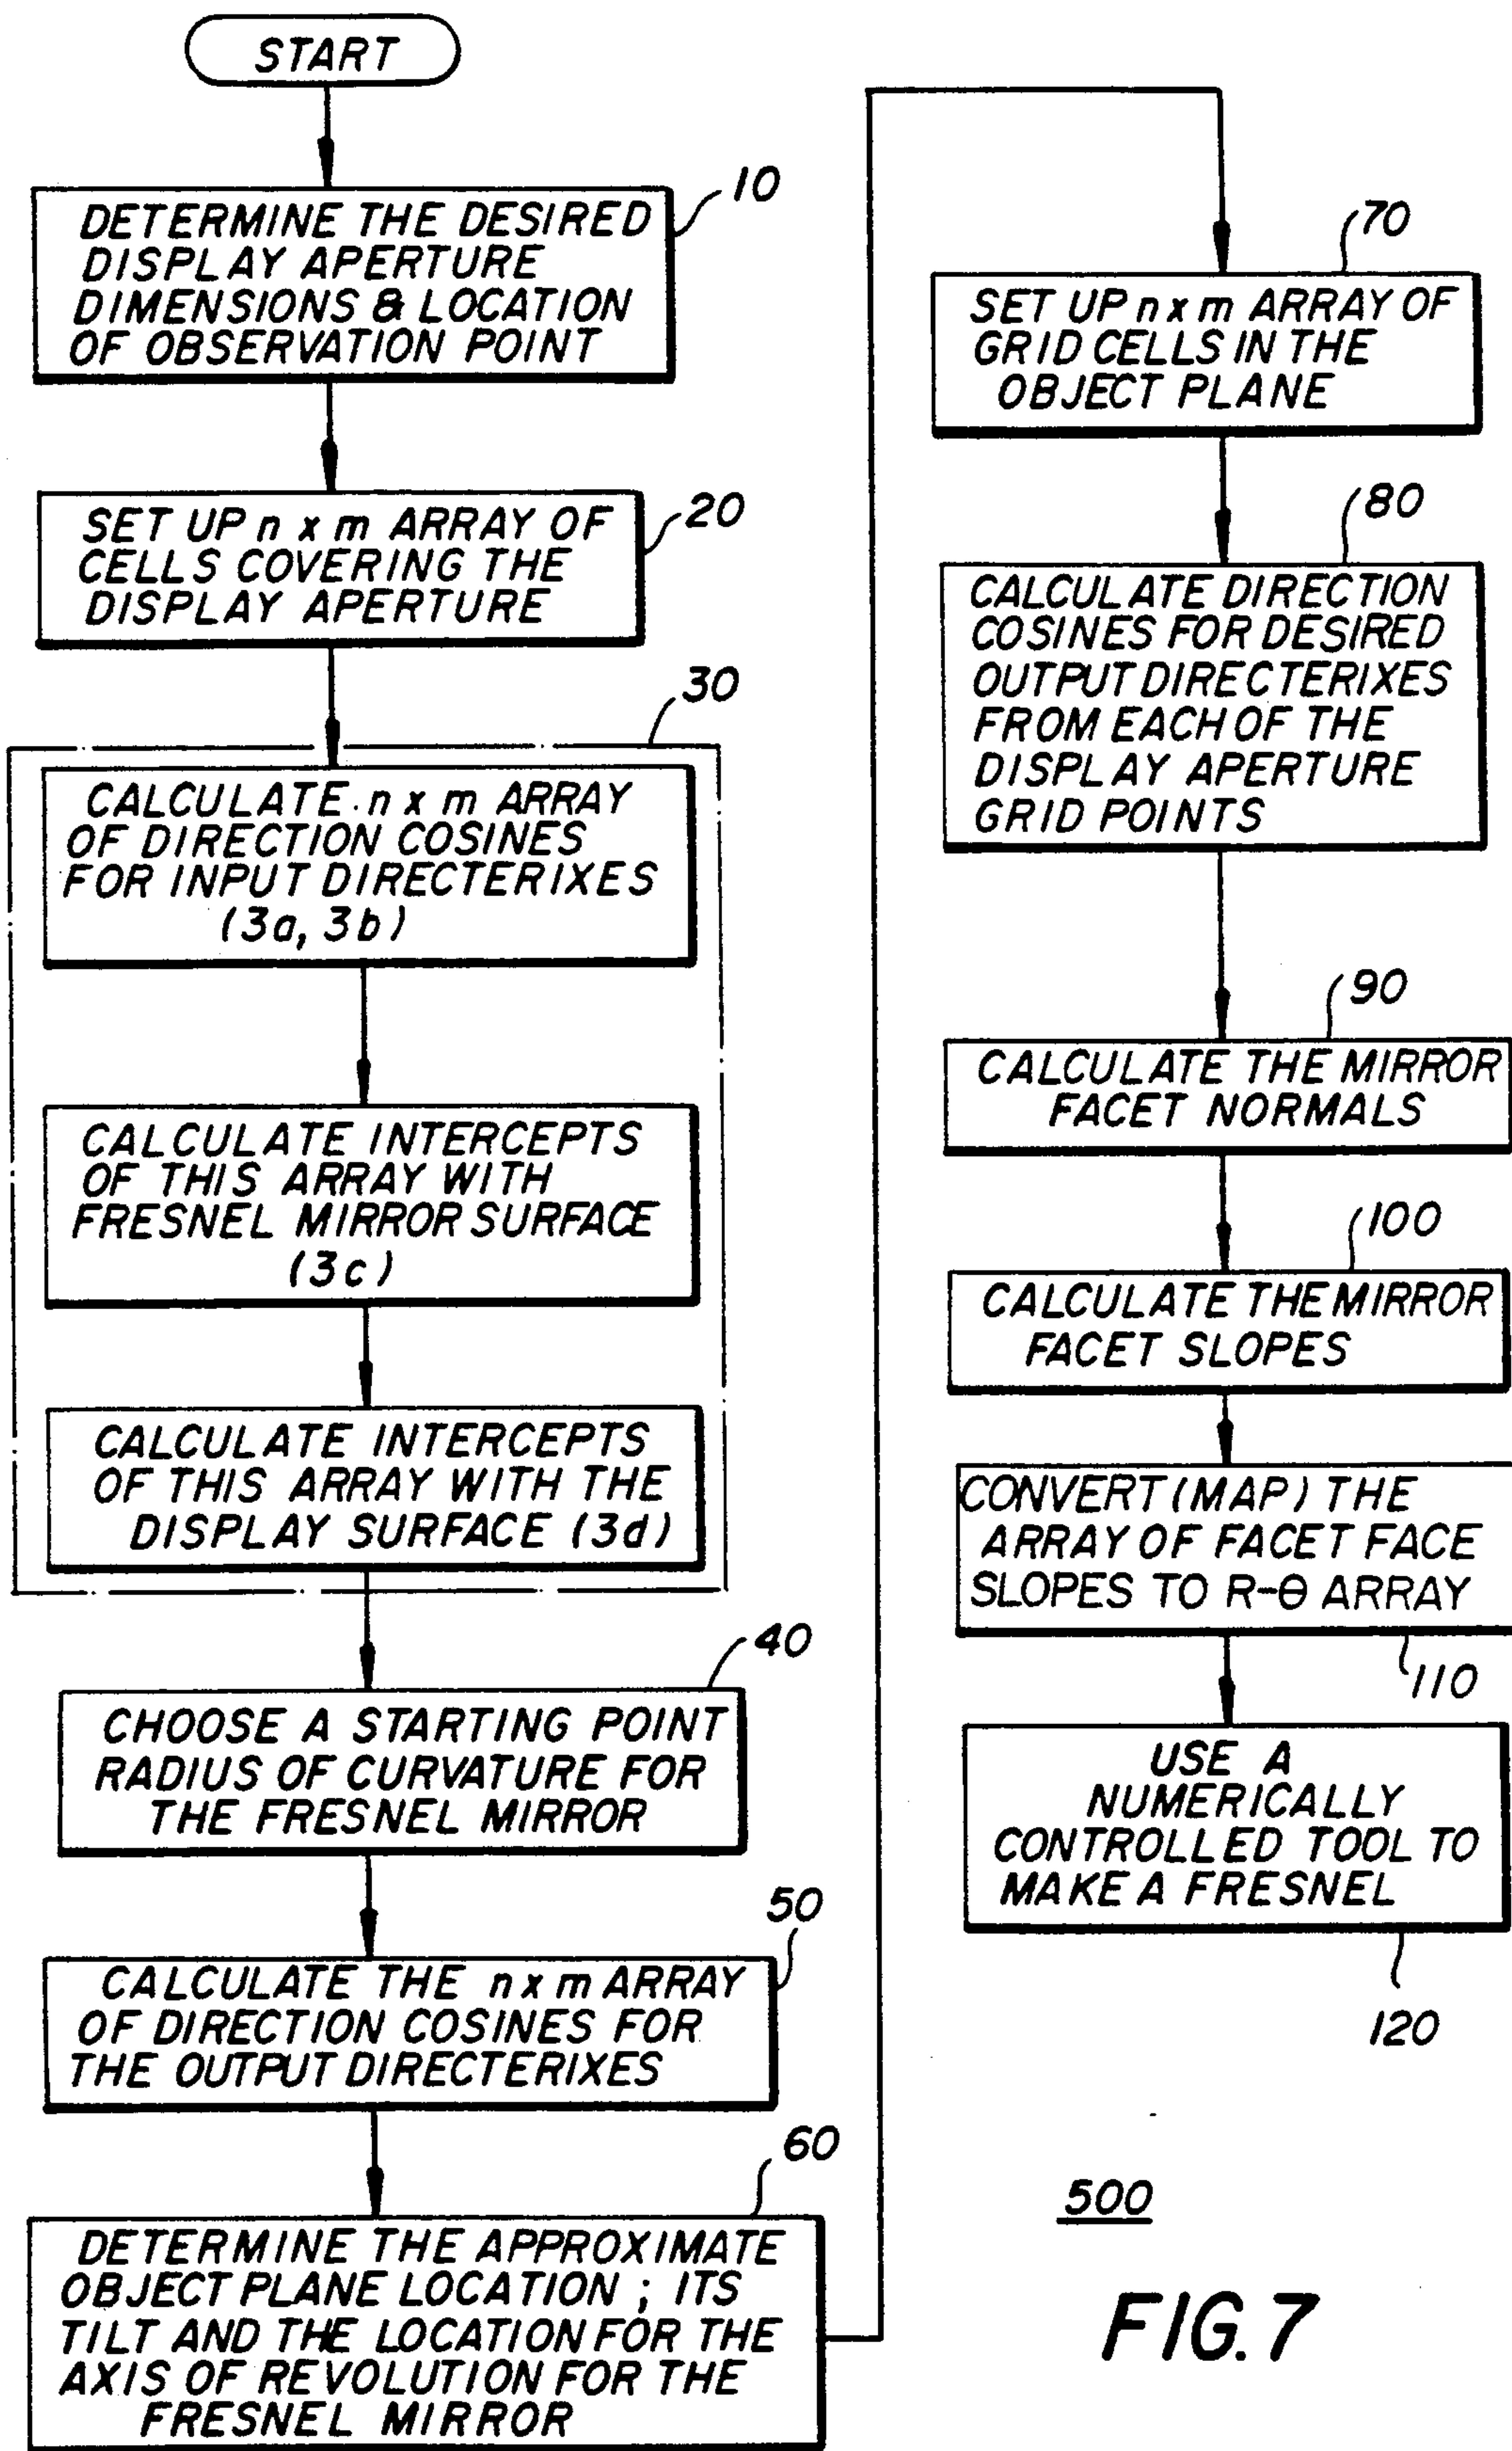 START
10
DETERMINE THE DESIRED
DISPLAY APERTURE
DIMENSIONS & LOCATION
OF OBSERVATION POINT
20
SET UP n x m ARRAY OF
CELLS COVERING THE
DISPLAY APERTURE
30
CALCULATE n x m ARRAY
OF DIRECTION COSINES
FOR INPUT DIRECTERIXES
(3a, 3b)
CALCULATE INTERCEPTS
OF THIS ARRAY WITH
FRESNEL MIRROR SURFACE
(3c)
CALCULATE INTERCEPTS
OF THIS ARRAY WITH THE
DISPLAY SURFACE (3d)
40
CHOOSE A STARTING POINT
RADIUS OF CURVATURE FOR
THE FRESNEL MIRROR
50
CALCULATE THE n x m ARRAY
OF DIRECTION COSINES FOR
THE OUTPUT DIRECTERIXES
60
DETERMINE THE APPROXIMATE
OBJECT PLANE LOCATION ; ITS
TILT AND THE LOCATION FOR THE
AXIS OF REVOLUTION FOR THE
FRESNEL MIRROR
70
SET UP n x m ARRAY OF
GRID CELLS IN THE
OBJECT PLANE
80
CALCULATE DIRECTION
COSINES FOR DESIRED
OUTPUT DIRECTERIXES
FROM EACH OF THE
DISPLAY APERTURE
GRID POINTS
90
CALCULATE THE MIRROR
FACET NORMALS
100
CALCULATE THE MIRROR
FACET SLOPES
CONVERT (MAP) THE
ARRAY OF FACET FACE
SLOPES TO R-θ ARRAY
110
USE A
NUMERICALLY
CONTROLLED TOOL TO
MAKE A FRESNEL
120
500
FIG. 7